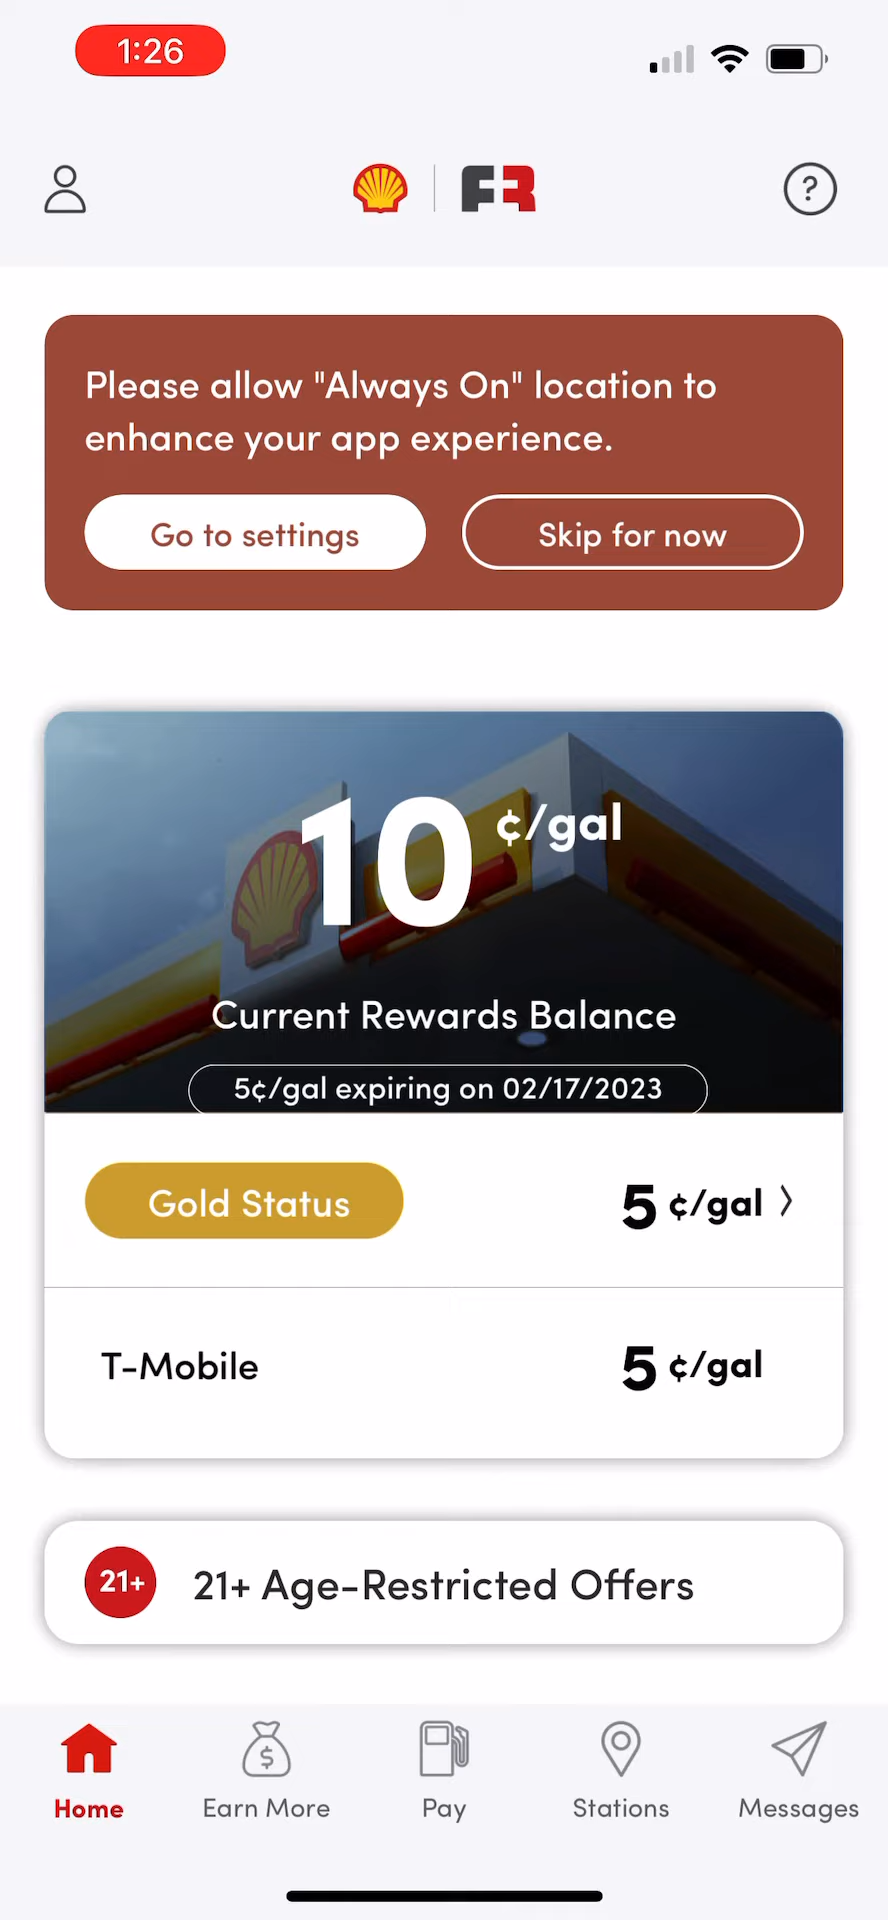 1:26
FR
Please allow "Always On" location to
enhance your app experience.
Go to settings
Skip for now
10 ¢/gal
Current Rewards Balance
5¢/gal expiring on 02/17/2023
Gold Status
5 ¢/gal
T-Mobile
5 ¢/gal
21+
21+ Age-Restricted Offers
Home
Earn More
Pay
Stations
Messages